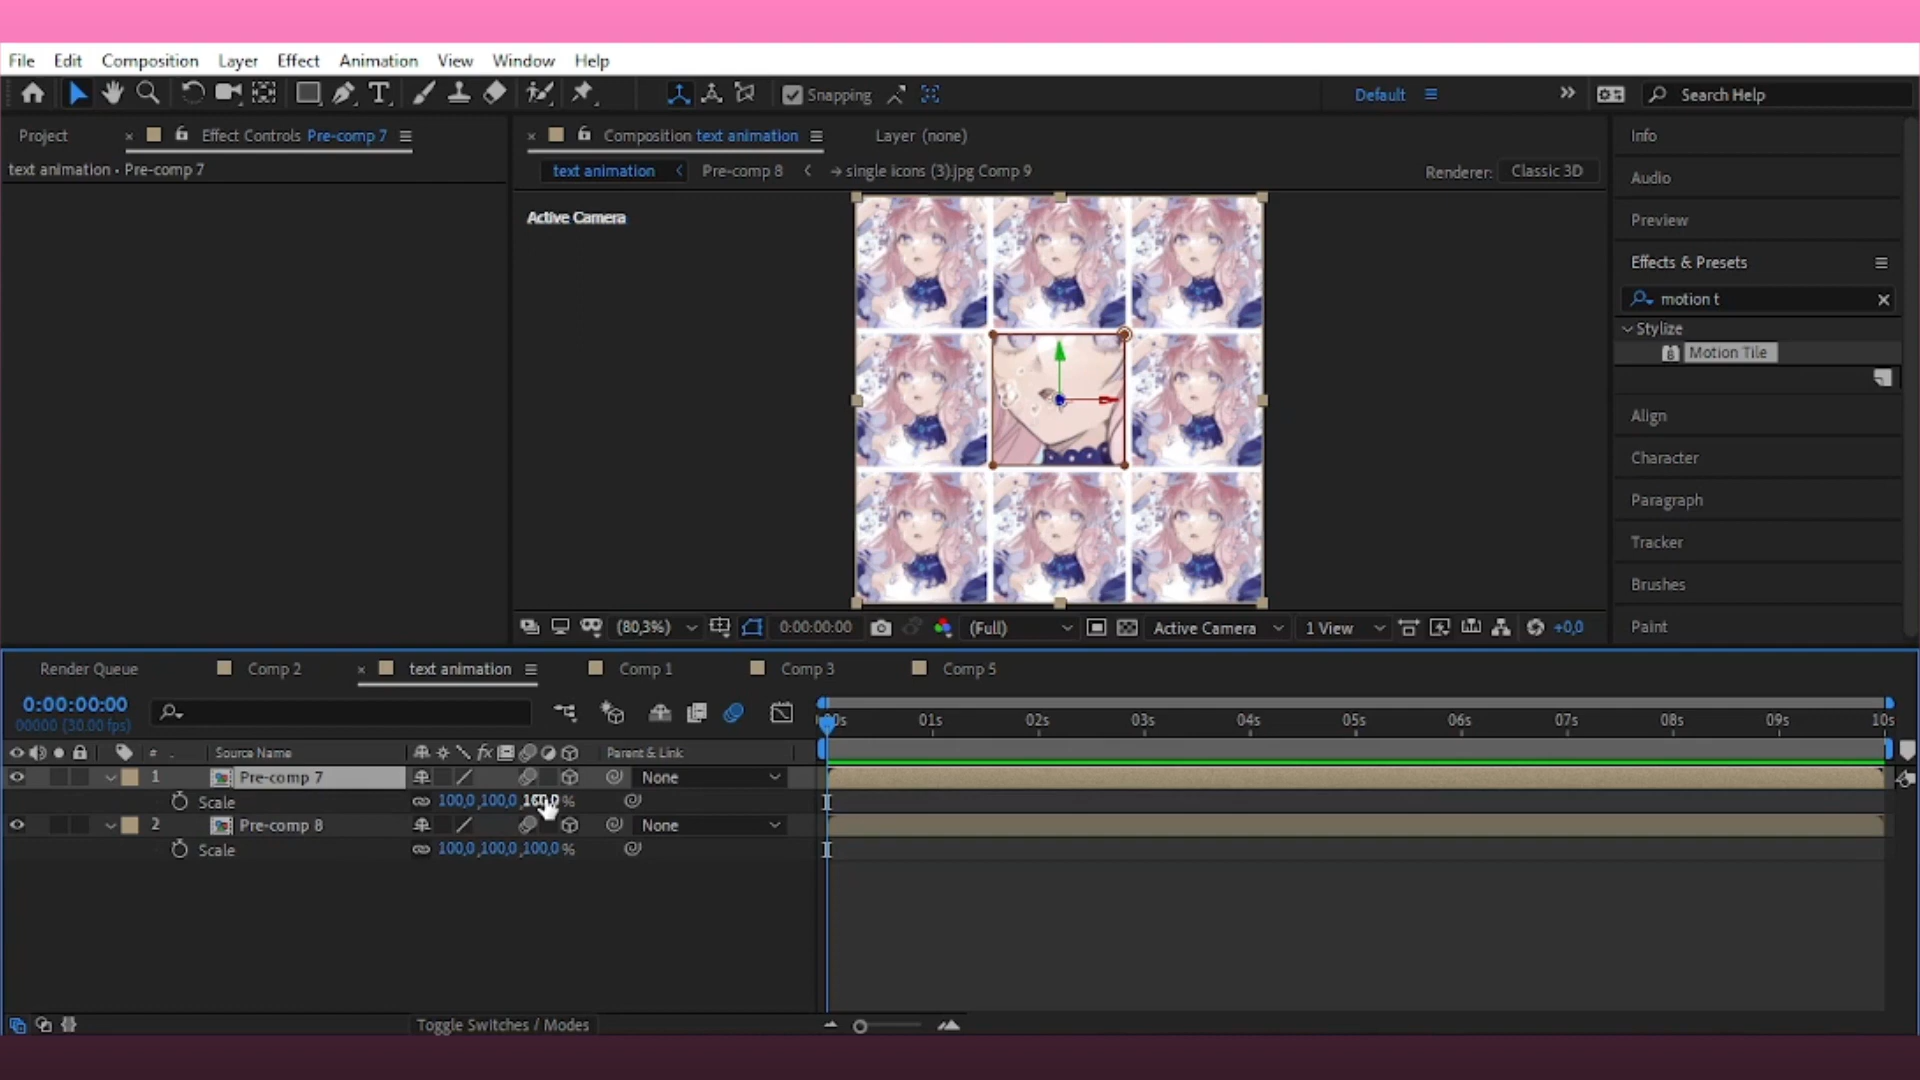 File Edit Composition Layer Effect Animation View Window Help
Snapping Default Search Help
Project × Effect Controls Pre-comp 7 × Composition text animation Layer (none) Info
text animation • Pre-comp 7 text animation Pre-comp 8 single icons (3).jpg Comp 9 Renderer: Classic 3D
Audio
Active Camera
Preview
Effects & Presets
motion t
Stylize
Motion Tile
Align
Character
Paragraph
Tracker
Brushes
Paint
(80,3%) 0:00:00:00 (Full) Active Camera 1 View +0,0
Render Queue Comp 2 × text animation Comp 1 Comp 3 Comp 5
0:00:00:00
00000 (30.00 fps)
01s 02s 03s 04s 05s 06s 07s 08s 09s 10s
# Source Name fx Parent & Link
1 Pre-comp 7 None
Scale 100,0 ,100,0 %
2 Pre-comp 8 None
Scale 100,0 ,100,0 ,100,0 %
Toggle Switches / Modes